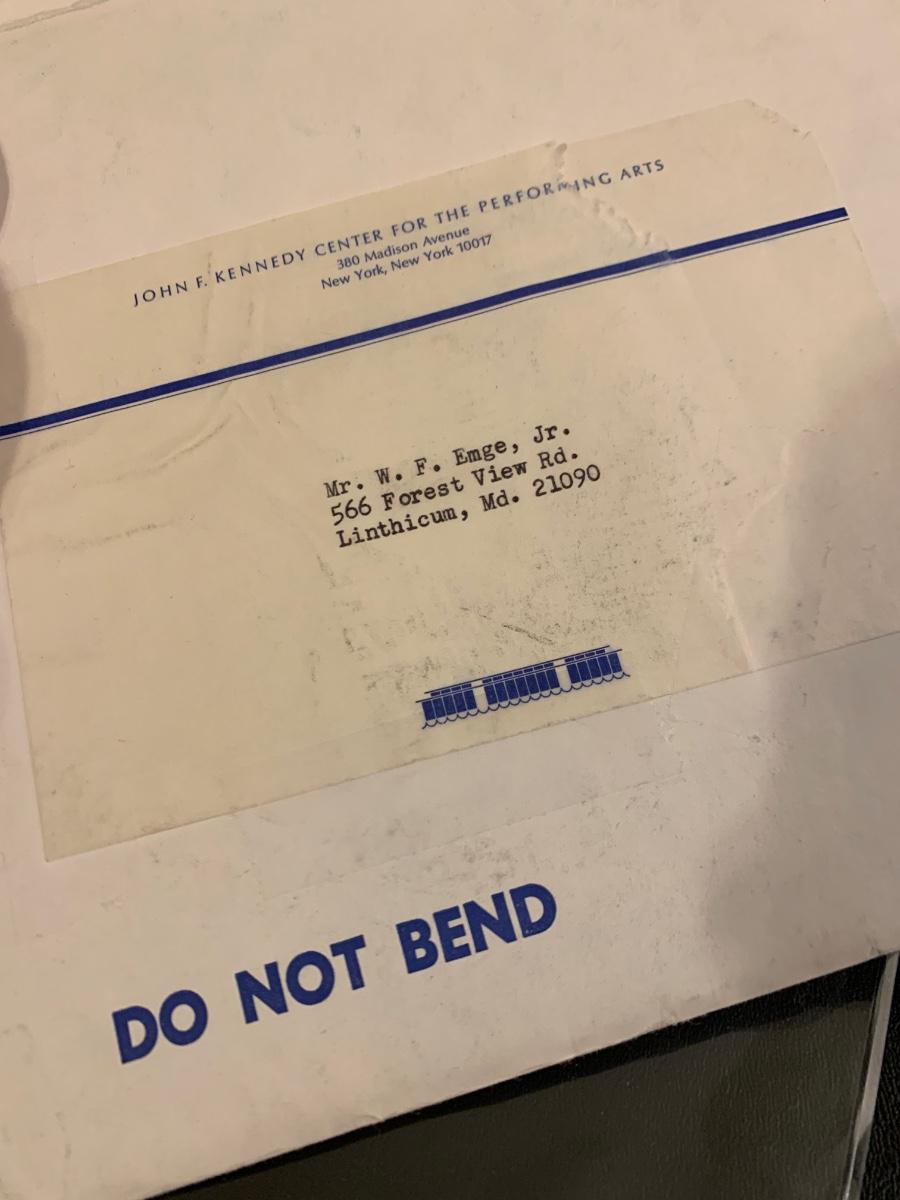 JOHN F. KENNEDY CENTER FOR THE PERFORMING ARTS
380 Madison Avenue
New York, New York 10017
Mr. W. F. Emge, Jr.
566 Forest View Rd.
Linthicum, Md. 21090
DO NOT BEND